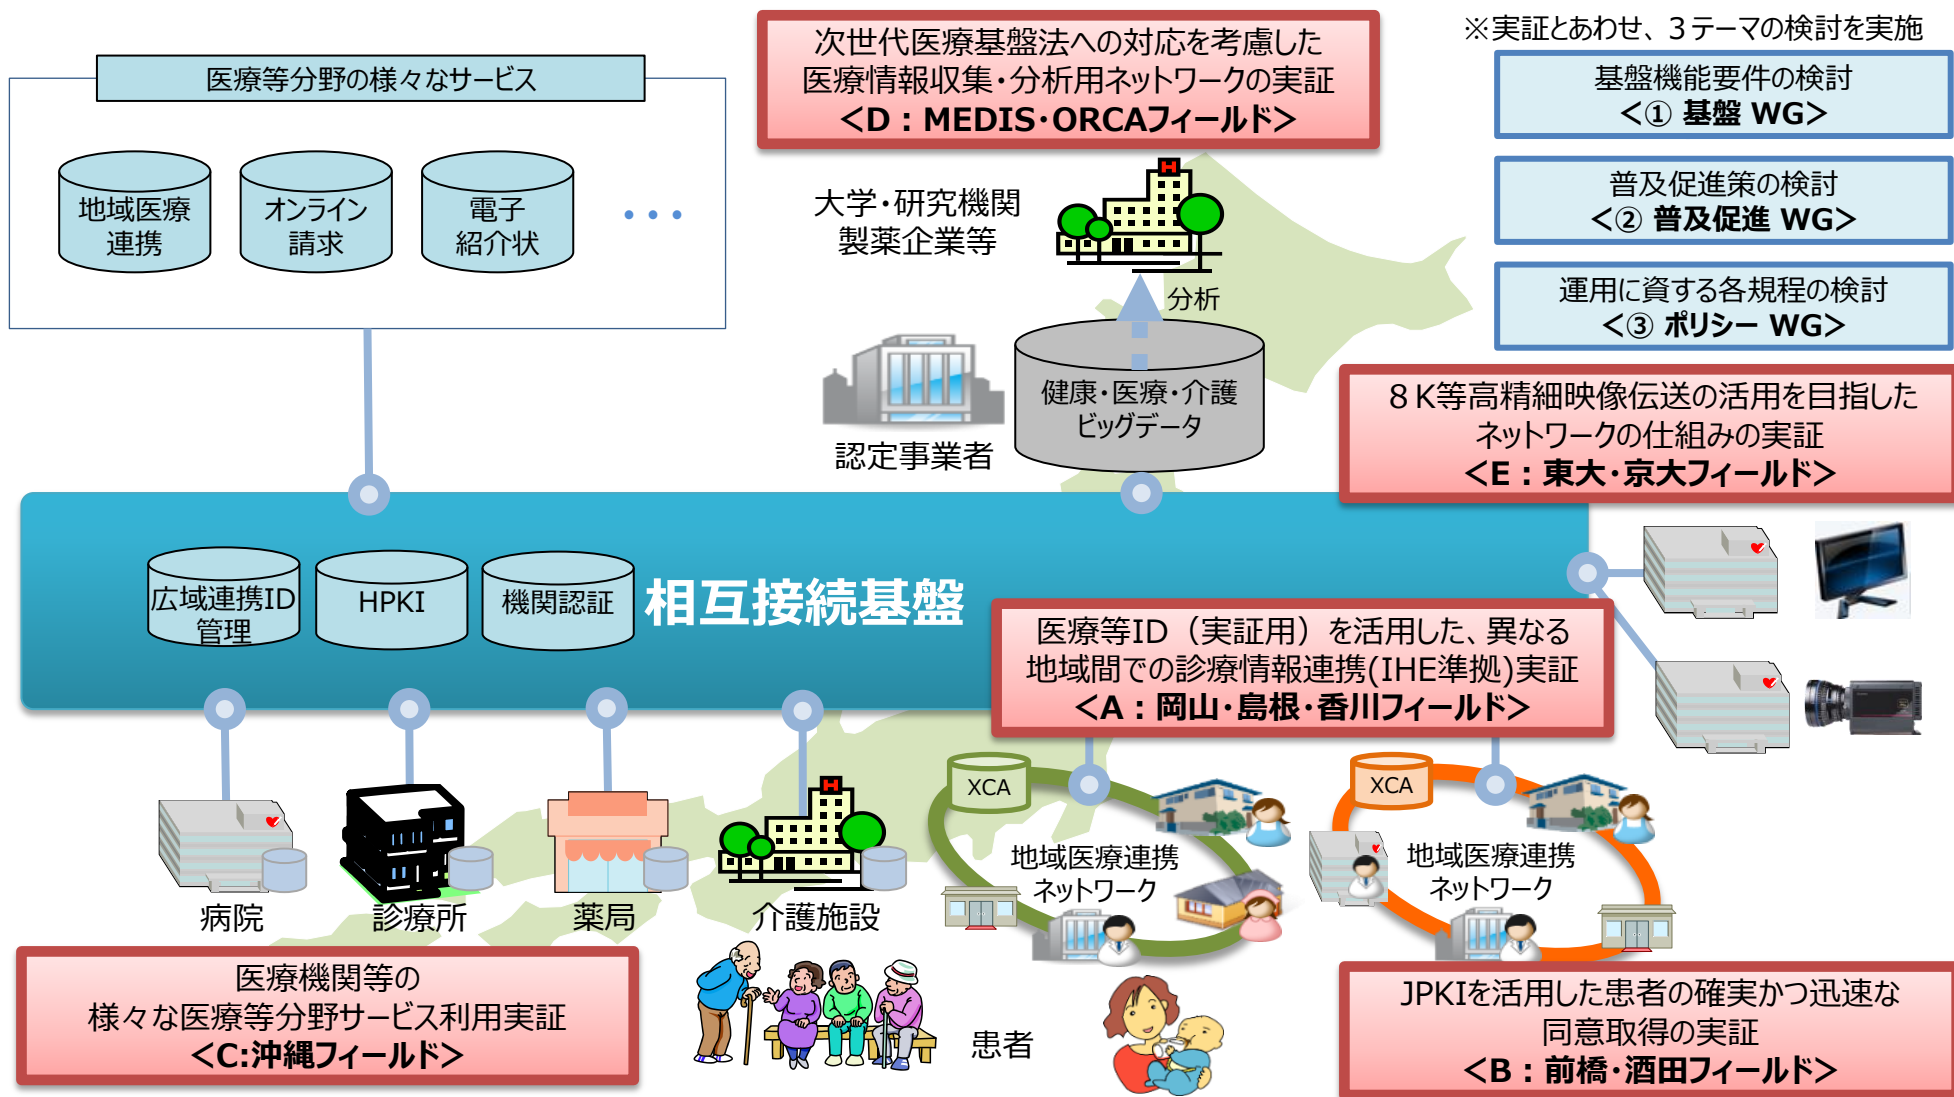 ※実証とあわせ、３テーマの検討を実施
医療等分野の様々なサービス
地域医療
連携
オンライン
請求
電子
紹介状
・・・
次世代医療基盤法への対応を考慮した
医療情報収集・分析用ネットワークの実証
＜D：MEDIS・ORCAフィールド＞
基盤機能要件の検討
＜① 基盤 WG＞
普及促進策の検討
＜② 普及促進 WG＞
運用に資する各規程の検討
＜③ ポリシー WG＞
大学・研究機関
製薬企業等
分析
健康・医療・介護
ビッグデータ
認定事業者
８K等高精細映像伝送の活用を目指した
ネットワークの仕組みの実証
＜E：東大・京大フィールド＞
広域連携ID
管理
HPKI
機関認証
相互接続基盤
医療等ID（実証用）を活用した、異なる
地域間での診療情報連携(IHE準拠)実証
＜A：岡山・島根・香川フィールド＞
病院
診療所
薬局
介護施設
XCA
地域医療連携
ネットワーク
XCA
地域医療連携
ネットワーク
医療機関等の
様々な医療等分野サービス利用実証
＜C:沖縄フィールド＞
患者
JPKIを活用した患者の確実かつ迅速な
同意取得の実証
＜B：前橋・酒田フィールド＞